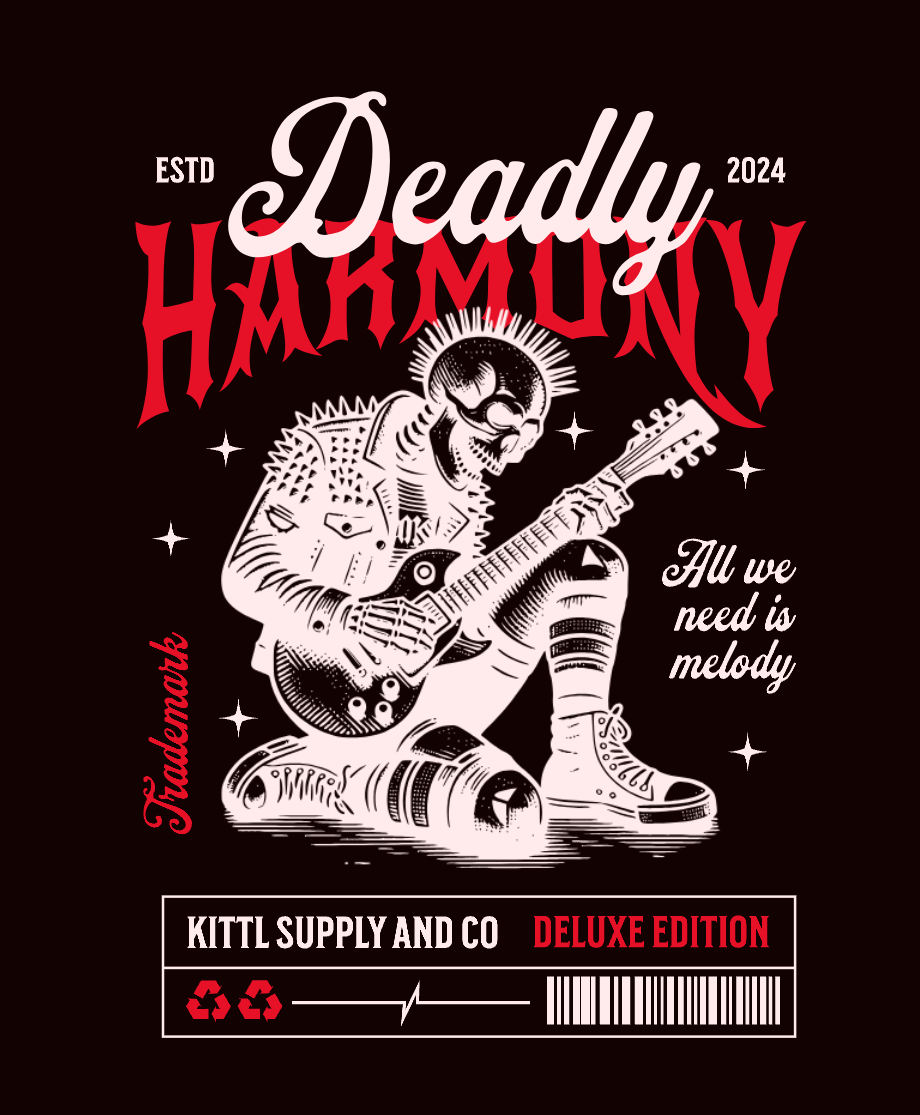 ESTD
Deadly
2024
HARMONY
All we
need is
melody
Trademark
KITTL SUPPLY AND CO
DELUXE EDITION